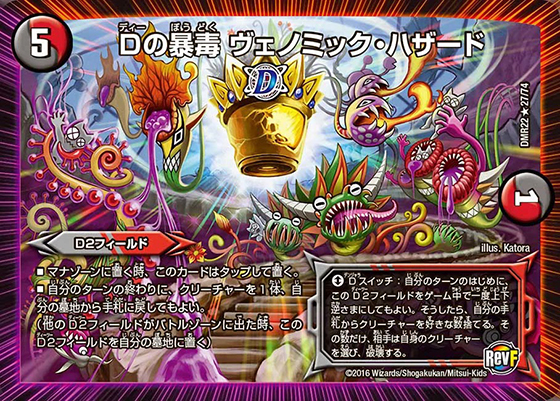 5
ディー ぼうどく
Dの暴毒 ヴェノミック・ハザード
D
DMR22 ★ 27/74
1
illus. Katora
D2フィールド
■ マナゾーンに置く時、このカードはタップして置く。
■ 自分のターンの終わりに、クリーチャーを1体、自
分の墓地から手札に戻してもよい。
(他のD2フィールドがバトルゾーンに出た時、この
D2フィールドを自分の墓地に置く)
Dスイッチ:自分のターンのはじめに、
このD2フィールドをゲーム中で一度上下
逆さまにしてもよい。そうしたら、自分の手
札からクリーチャーを好きな数捨てる。そ
の数だけ、相手は自身のクリーチャー
を選び、破壊する。
RevF
©2016 Wizards/Shogakukan/Mitsui-Kids